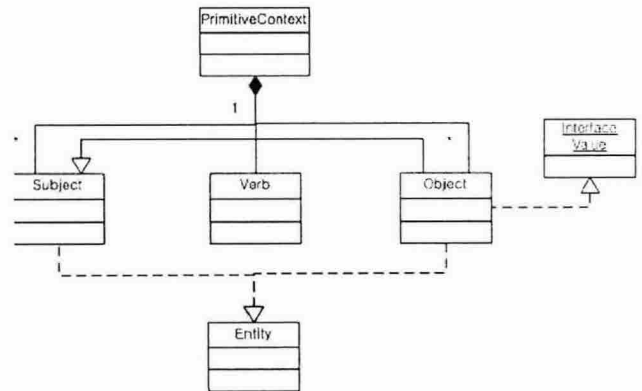 PrimitiveContext
1
*
*
Interface
Value
Subject
Verb
Object
Entity